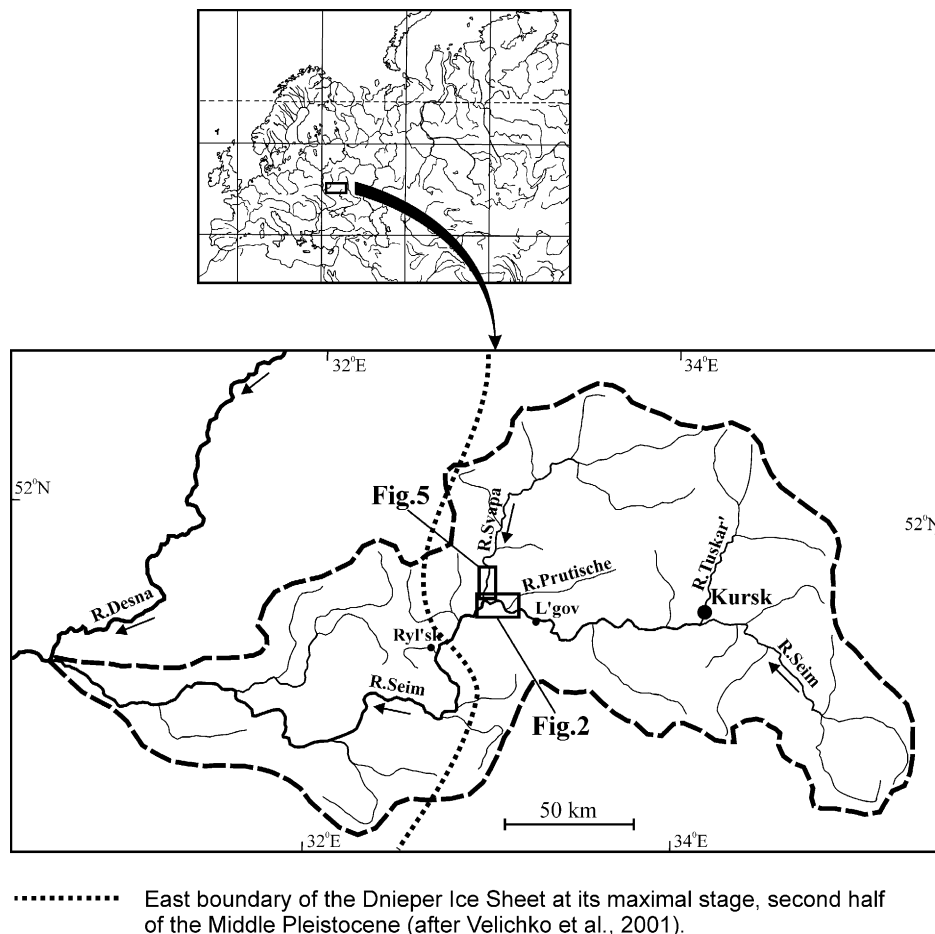 32°E
34°E
52°N
52°N
Fig.5
R.Svapa
R.Tuskar'
R.Prutische
R.Desna
L'gov
Kursk
Ryl'sk
R.Seim
R.Seim
Fig.2
50 km
32°E
34°E
East boundary of the Dnieper Ice Sheet at its maximal stage, second half
of the Middle Pleistocene (after Velichko et al., 2001).